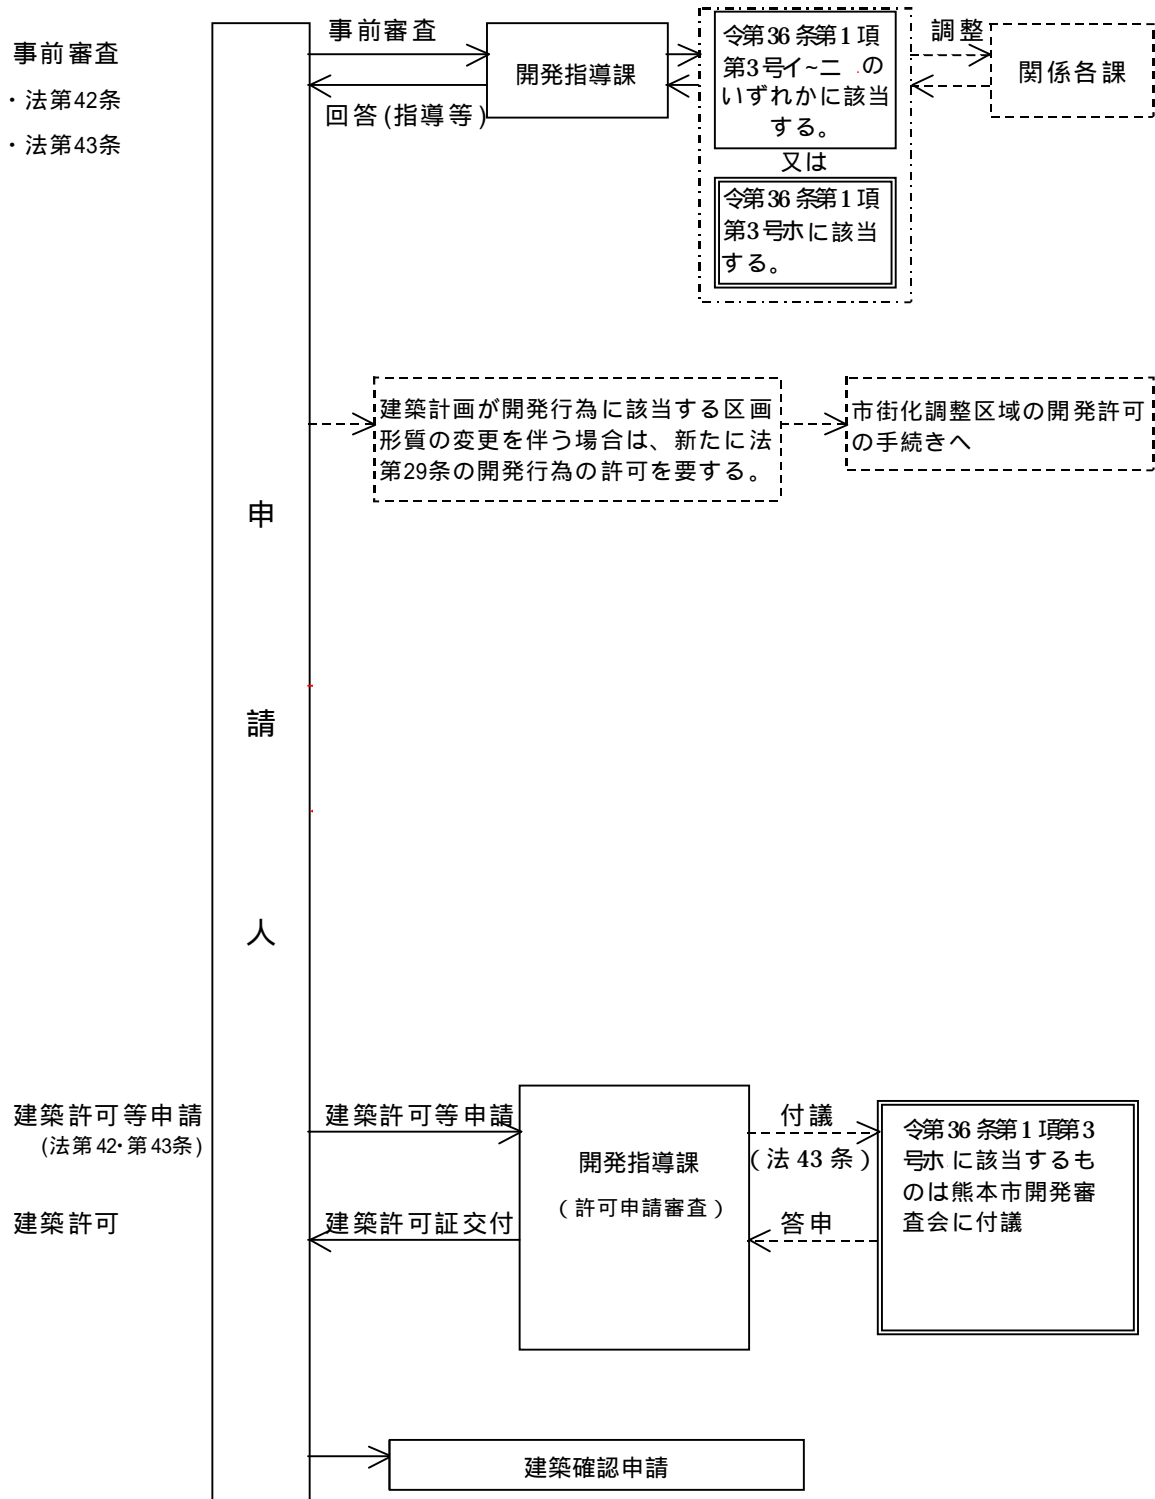 事前審査
・法第42条
・法第43条
事前審査
回答(指導等)
開発指導課
令第36条第1項
第3号イ~ニ の
いずれかに該当
する。
又は
令第36条第1項
第3号ホに該当
する。
調整
関係各課
建築計画が開発行為に該当する区画
形質の変更を伴う場合は、新たに法
第29条の開発行為の許可を要する。
市街化調整区域の開発許可
の手続きへ
申
請
人
建築許可等申請
(法第42・第43条)
建築許可
建築許可等申請
建築許可証交付
開発指導課
(許可申請審査)
付議
(法43条)
答申
令第36条第1項第3
号ホに該当するも
のは熊本市開発審
査会に付議
建築確認申請